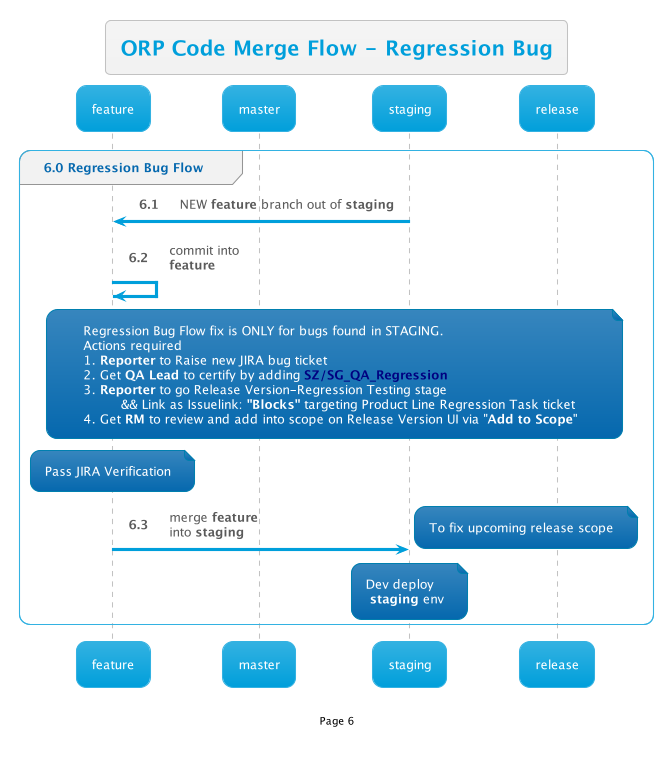 ORP Code Merge Flow - Regression Bug
feature
master
staging
release
6.0 Regression Bug Flow
6.1 NEW feature branch out of staging
6.2 commit into
feature
Regression Bug Flow fix is ONLY for bugs found in STAGING.
Actions required
1. Reporter to Raise new JIRA bug ticket
2. Get QA Lead to certify by adding SZ/SG_QA_Regression
3. Reporter to go Release Version-Regression Testing stage
&& Link as Issuelink: "Blocks" targeting Product Line Regression Task ticket
4. Get RM to review and add into scope on Release Version UI via "Add to Scope"
Pass JIRA Verification
6.3 merge feature
into staging
To fix upcoming release scope
Dev deploy
staging env
feature
master
staging
release
Page 6